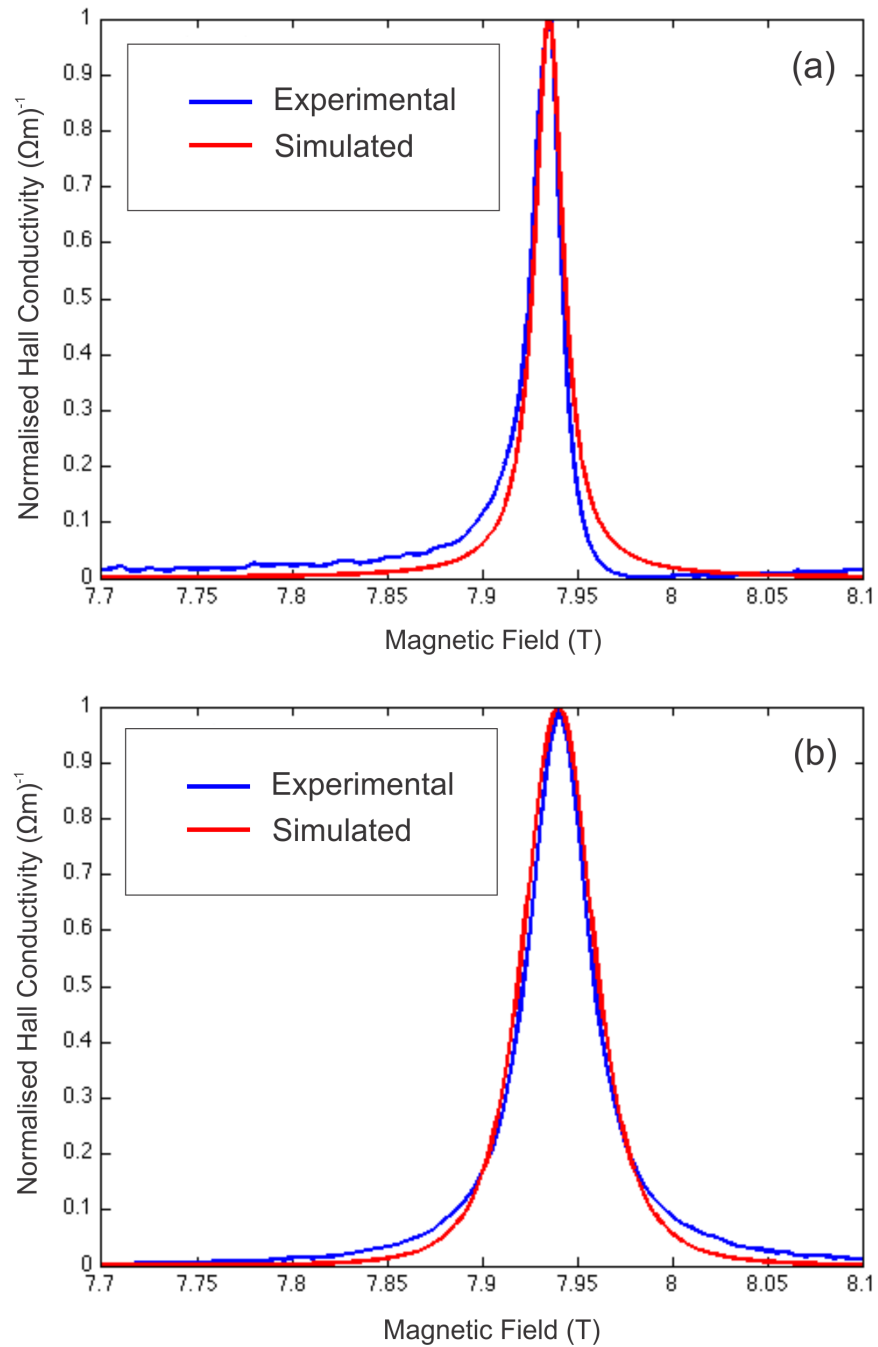 (a)
Experimental
Simulated
Normalised Hall Conductivity (Ωm)⁻¹
1
0.9
0.8
0.7
0.6
0.5
0.4
0.3
0.2
0.1
0
7.7 7.75 7.8 7.85 7.9 7.95 8 8.05 8.1
Magnetic Field (T)
(b)
Experimental
Simulated
Normalised Hall Conductivity (Ωm)⁻¹
1
0.9
0.8
0.7
0.6
0.5
0.4
0.3
0.2
0.1
0
7.7 7.75 7.8 7.85 7.9 7.95 8 8.05 8.1
Magnetic Field (T)